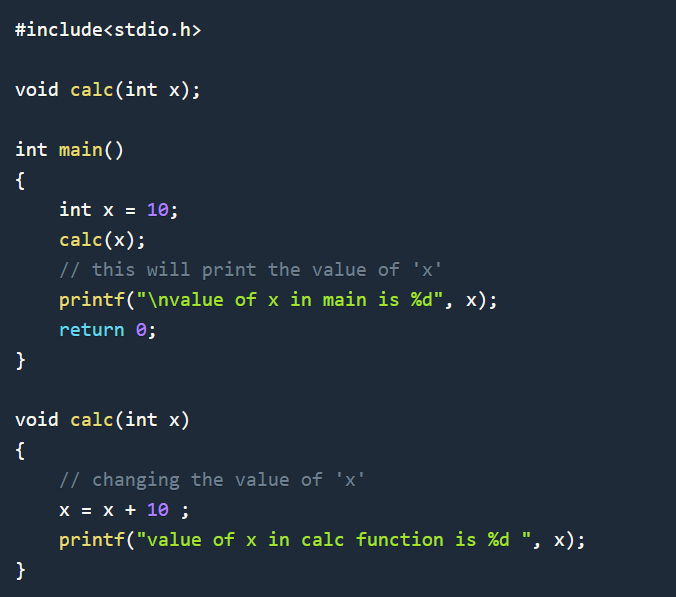 #include<stdio.h>
void calc(int x);
int main()
{
    int x = 10;
    calc(x);
    // this will print the value of 'x'
    printf("\nvalue of x in main is %d", x);
    return 0;
}
void calc(int x)
{
    // changing the value of 'x'
    x = x + 10 ;
    printf("value of x in calc function is %d ", x);
}